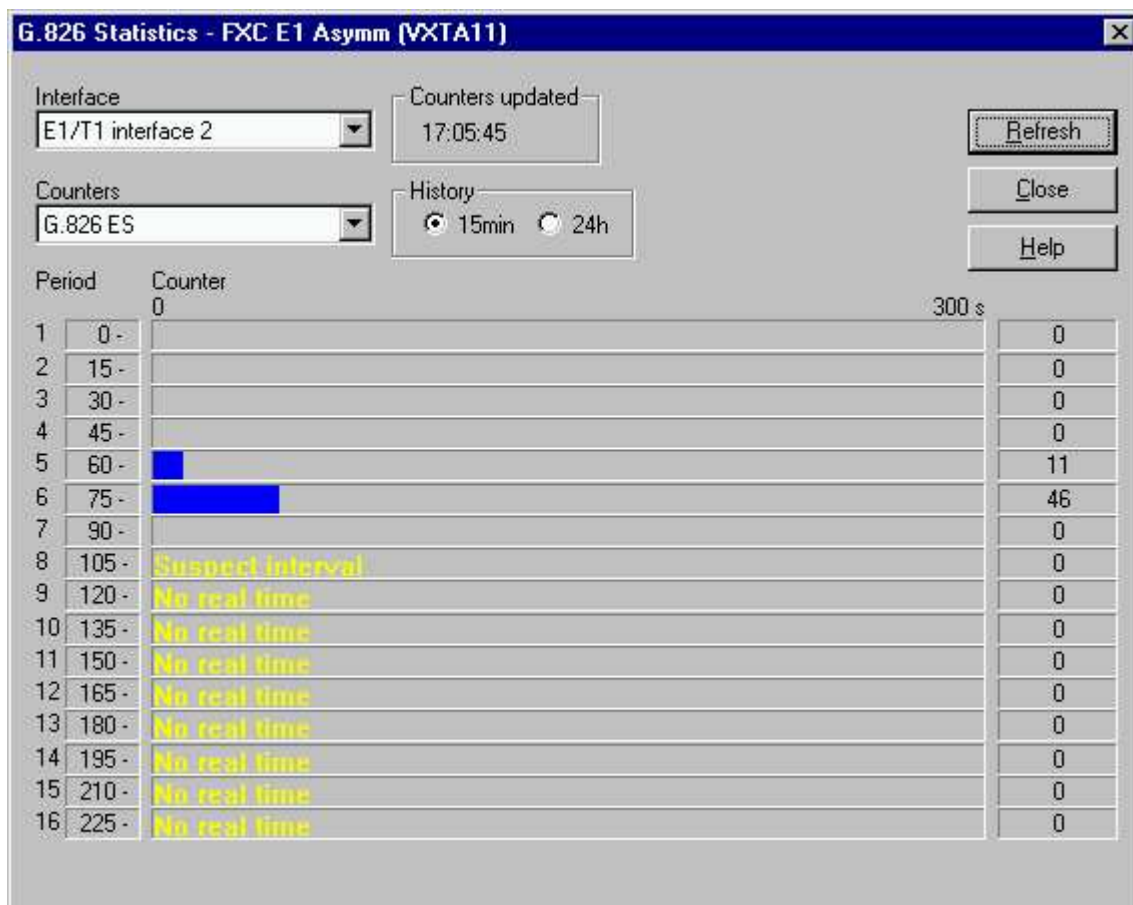 G.826 Statistics - FXC E1 Asymm (VXTA11)
Interface
E1/T1 interface 2
Counters updated
17:05:45
Refresh
Counters
G.826 ES
History
15min 24h
Close
Help
Period Counter
0 300 s
1 0 - 0
2 15 - 0
3 30 - 0
4 45 - 0
5 60 - 11
6 75 - 46
7 90 - 0
8 105 - Suspect interval 0
9 120 - No real time 0
10 135 - No real time 0
11 150 - No real time 0
12 165 - No real time 0
13 180 - No real time 0
14 195 - No real time 0
15 210 - No real time 0
16 225 - No real time 0